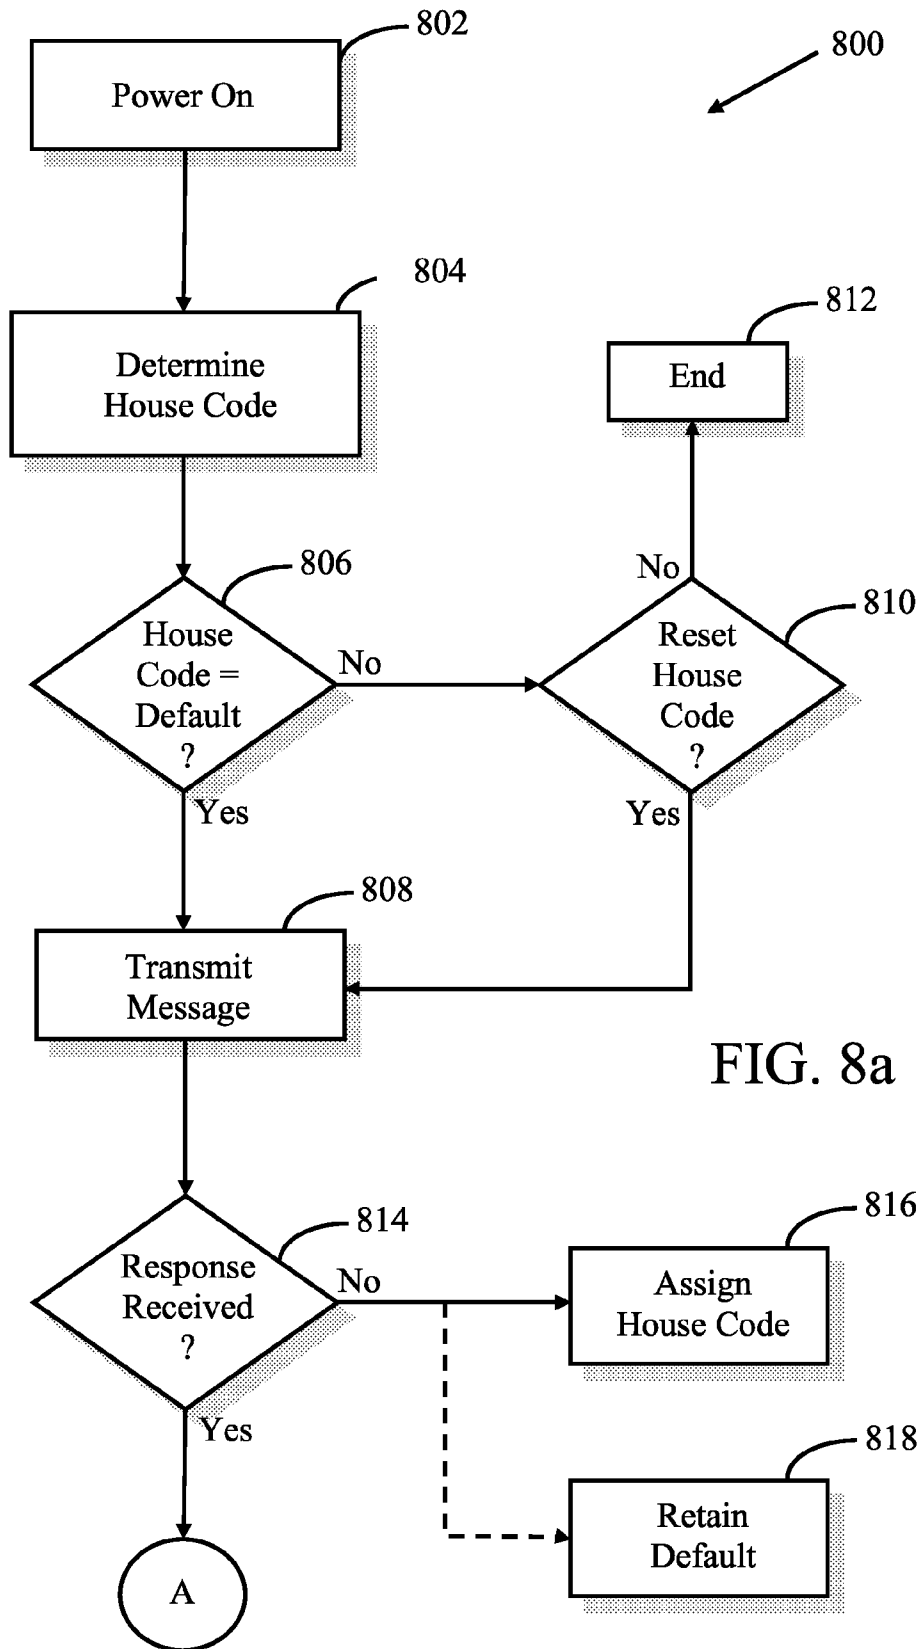 802
800
Power On
804
812
Determine
House Code
End
806
No
810
House
Code =
Default
?
No
Reset
House
Code
?
Yes
Yes
808
Transmit
Message
FIG. 8a
814
816
Response
Received
?
No
Assign
House Code
Yes
818
Retain
Default
A